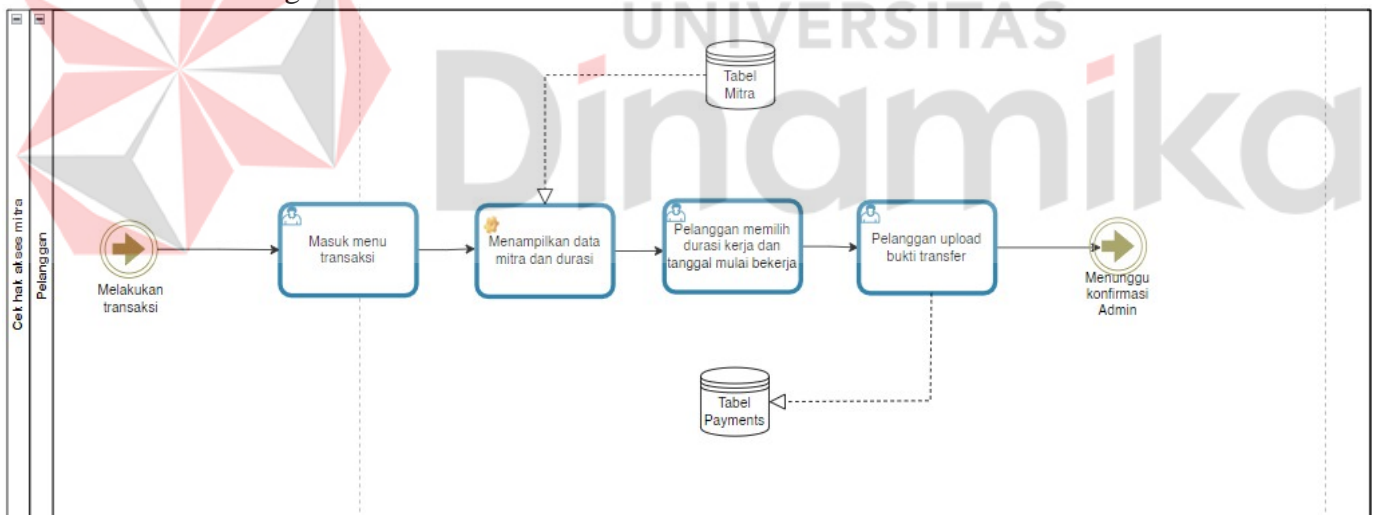 UNIVERSITAS
Dinamika
Cek hak akses mitra
Pelanggan
Tabel
Mitra
Melakukan
transaksi
Masuk menu
transaksi
Menampilkan data
mitra dan durasi
Pelanggan memilih
durasi kerja dan
tanggal mulai bekerja
Pelanggan upload
bukti transfer
Menunggu
konfirmasi
Admin
Tabel
Payments